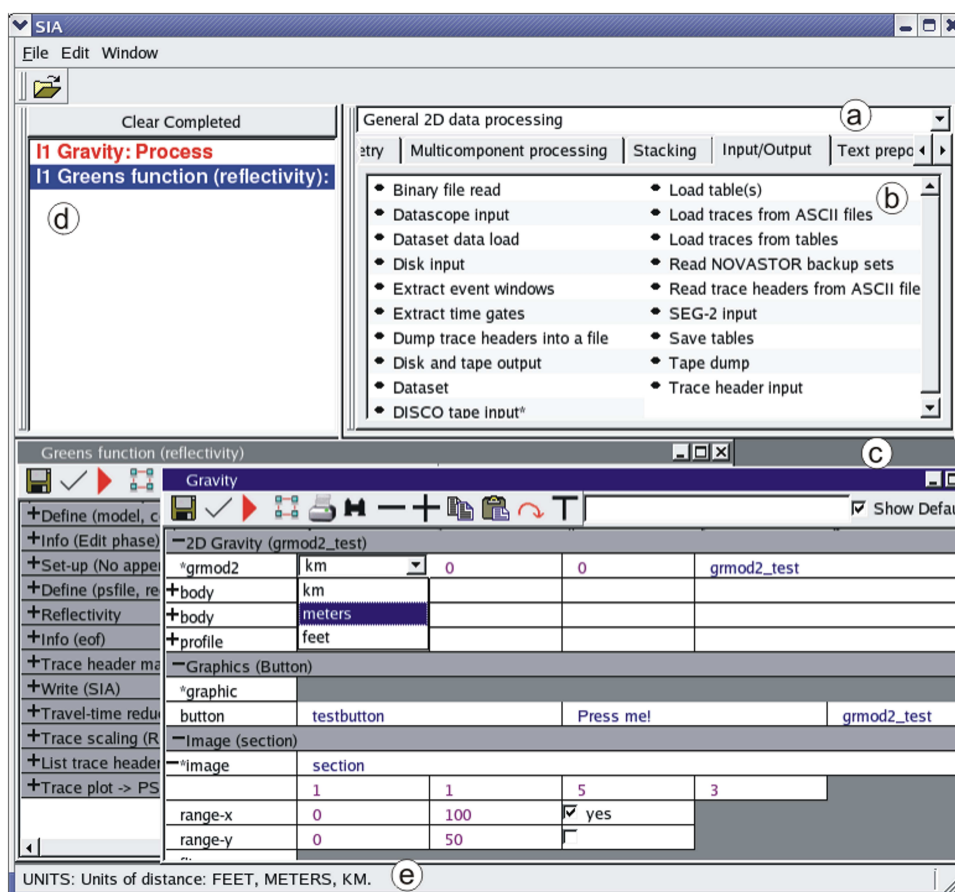 SIA
File Edit Window
Clear Completed
I1 Gravity: Process
I1 Greens function (reflectivity):
d
General 2D data processing
a
etry Multicomponent processing Stacking Input/Output Text prepo
b
Binary file read
Datascope input
Dataset data load
Disk input
Extract event windows
Extract time gates
Dump trace headers into a file
Disk and tape output
Dataset
DISCO tape input*
Load table(s)
Load traces from ASCII files
Load traces from tables
Read NOVASTOR backup sets
Read trace headers from ASCII file
SEG-2 input
Save tables
Tape dump
Trace header input
Greens function (reflectivity)
c
+Define (model, c
+Info (Edit phase)
+Set-up (No appe
+Define (psfile, re
+Reflectivity
+Info (eof)
+Trace header ma
+Write (SIA)
+Travel-time redu
+Trace scaling (R
+List trace header
+Trace plot -> PS
Gravity
T Show Defau
−2D Gravity (grmod2_test)
*grmod2 km 0 0 grmod2_test
+body km
+body meters
+profile feet
−Graphics (Button)
*graphic
button testbutton Press me! grmod2_test
−Image (section)
−*image section
1 1 5 3
range-x 0 100 yes
range-y 0 50
UNITS: Units of distance: FEET, METERS, KM.
e